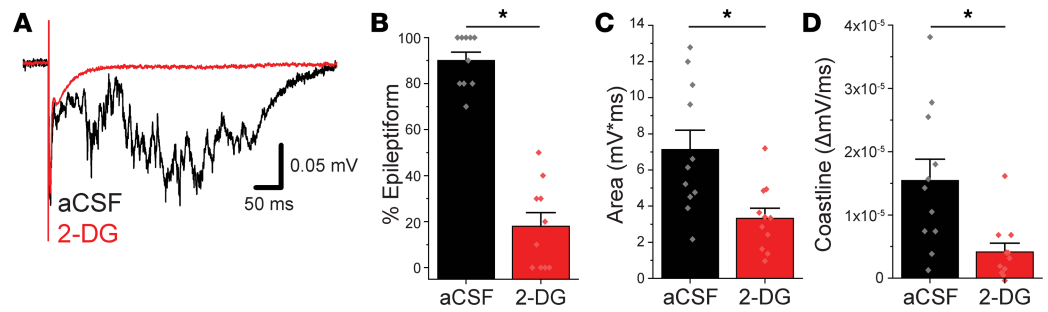 A
aCSF
2-DG
0.05 mV
50 ms
B
*
% Epileptiform
100
80
60
40
20
0
aCSF
2-DG
C
*
Area (mV*ms)
14
12
10
8
6
4
2
0
aCSF
2-DG
D
*
Coastline (ΔmV/ms)
4x10⁻⁵
3x10⁻⁵
2x10⁻⁵
1x10⁻⁵
0
aCSF
2-DG